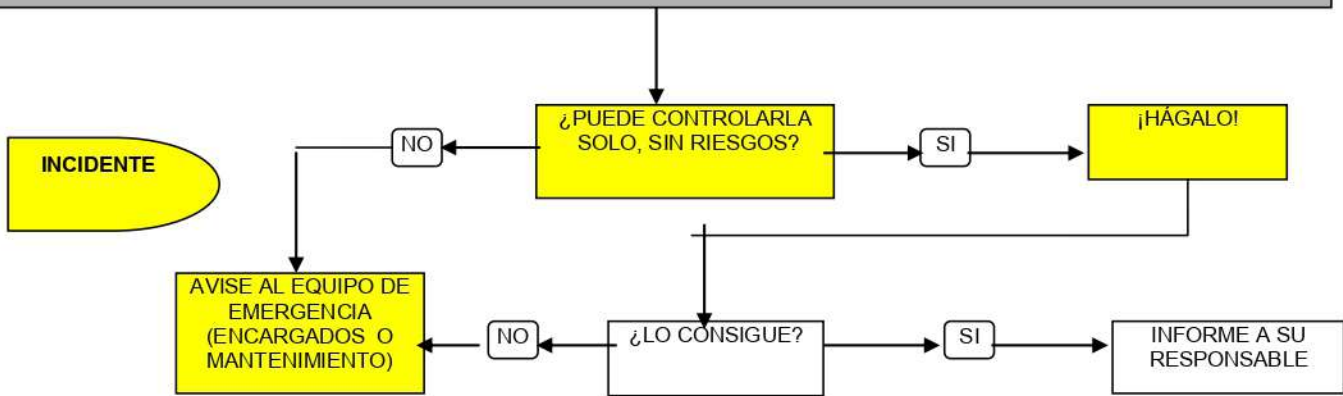 ¿PUEDE CONTROLARLA
SOLO, SIN RIESGOS?
¡HÁGALO!
NO
SI
INCIDENTE
AVISE AL EQUIPO DE
EMERGENCIA
(ENCARGADOS O
MANTENIMIENTO)
NO
¿LO CONSIGUE?
SI
INFORME A SU
RESPONSABLE